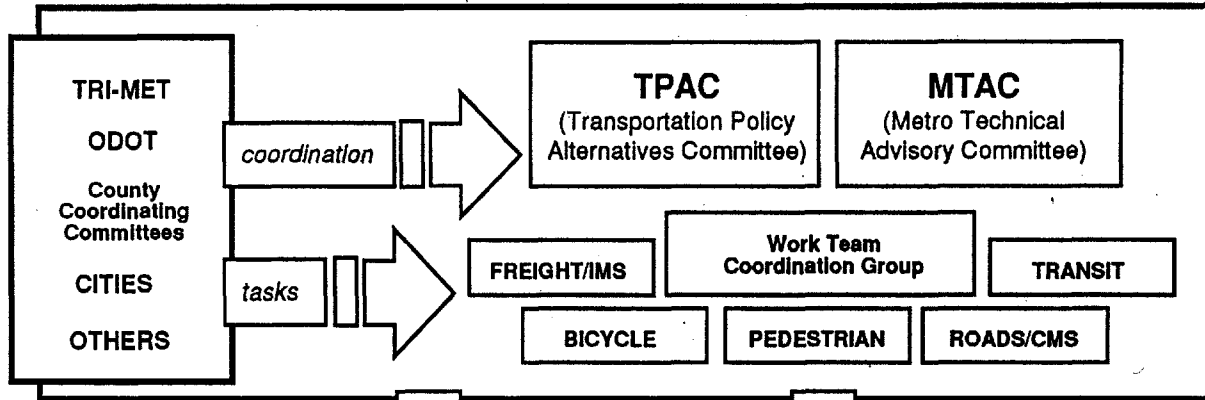 TRI-MET
ODOT
County
Coordinating
Committees
CITIES
OTHERS
coordination
tasks
TPAC
(Transportation Policy
Alternatives Committee)
MTAC
(Metro Technical
Advisory Committee)
FREIGHT/IMS
Work Team
Coordination Group
TRANSIT
BICYCLE
PEDESTRIAN
ROADS/CMS